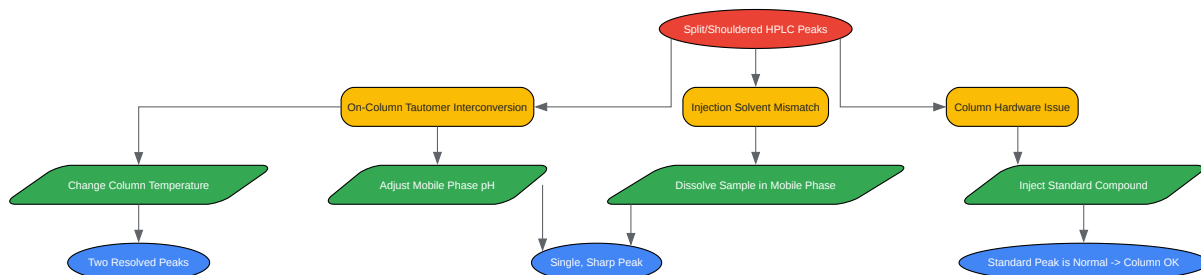 Split/Shouldered HPLC Peaks
On-Column Tautomer Interconversion
Injection Solvent Mismatch
Column Hardware Issue
Change Column Temperature
Adjust Mobile Phase pH
Dissolve Sample in Mobile Phase
Inject Standard Compound
Two Resolved Peaks
Single, Sharp Peak
Standard Peak is Normal -> Column OK